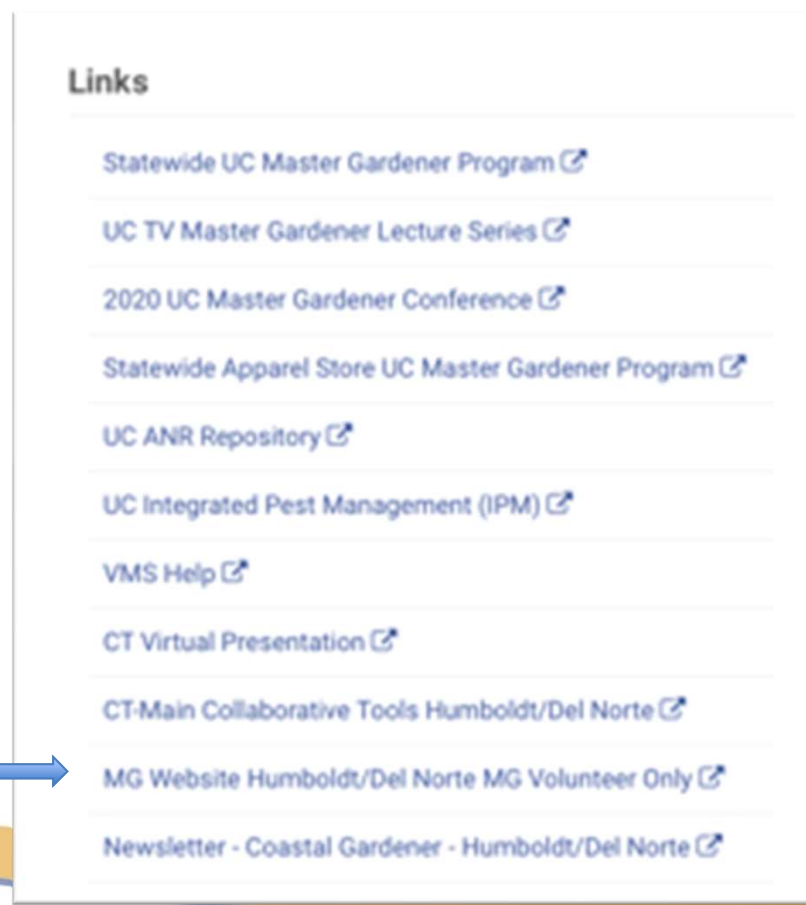 Links
Statewide UC Master Gardener Program
UC TV Master Gardener Lecture Series
2020 UC Master Gardener Conference
Statewide Apparel Store UC Master Gardener Program
UC ANR Repository
UC Integrated Pest Management (IPM)
VMS Help
CT Virtual Presentation
CT-Main Collaborative Tools Humboldt/Del Norte
MG Website Humboldt/Del Norte MG Volunteer Only
Newsletter - Coastal Gardener - Humboldt/Del Norte